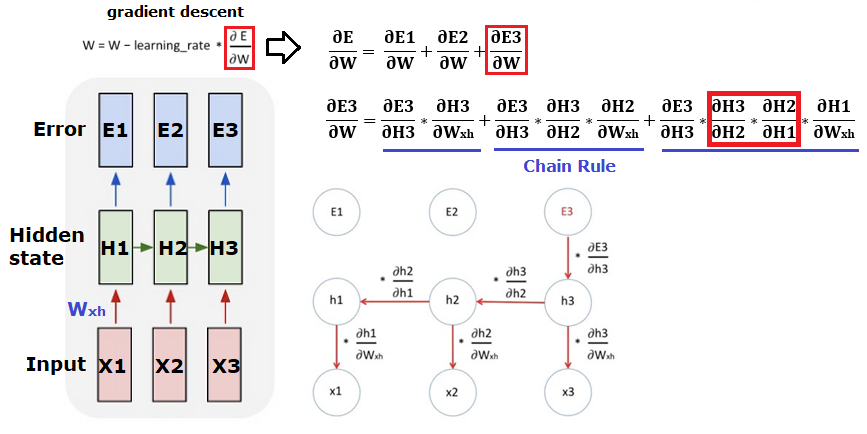 gradient descent
W = W − learning_rate * ∂E/∂W
∂E/∂W = ∂E1/∂W + ∂E2/∂W + ∂E3/∂W
∂E3/∂W = ∂E3/∂H3 * ∂H3/∂Wxh + ∂E3/∂H3 * ∂H3/∂H2 * ∂H2/∂Wxh + ∂E3/∂H3 * ∂H3/∂H2 * ∂H2/∂H1 * ∂H1/∂Wxh
Chain Rule
Error E1 E2 E3
Hidden
state
H1 H2 H3
Wxh
Input X1 X2 X3
E1 E2 E3
* ∂E3/∂h3
* ∂h2/∂h1 * ∂h3/∂h2
h1 h2 h3
* ∂h1/∂Wxh * ∂h2/∂Wxh * ∂h3/∂Wxh
x1 x2 x3